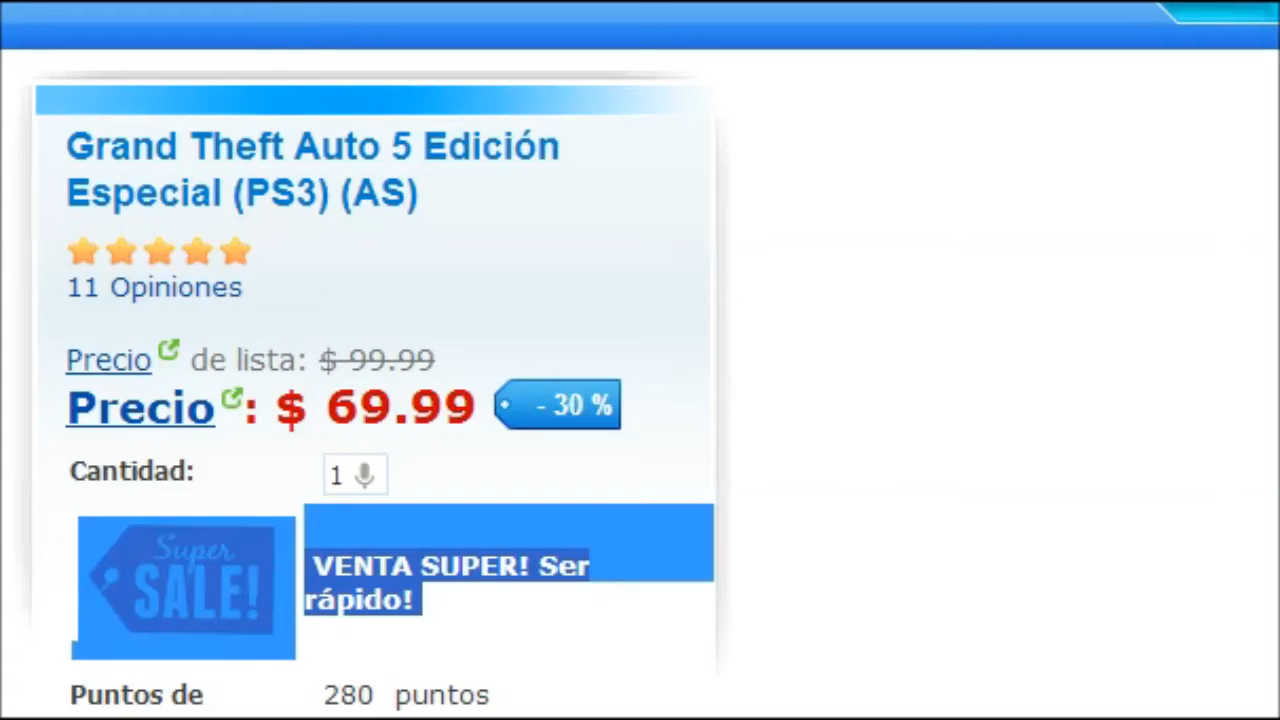 Grand Theft Auto 5 Edición
Especial (PS3) (AS)
11 Opiniones
Precio de lista: $ 99.99
Precio: $ 69.99
- 30 %
Cantidad:
1
Super
SALE!
VENTA SUPER! Ser
rápido!
Puntos de
280 puntos